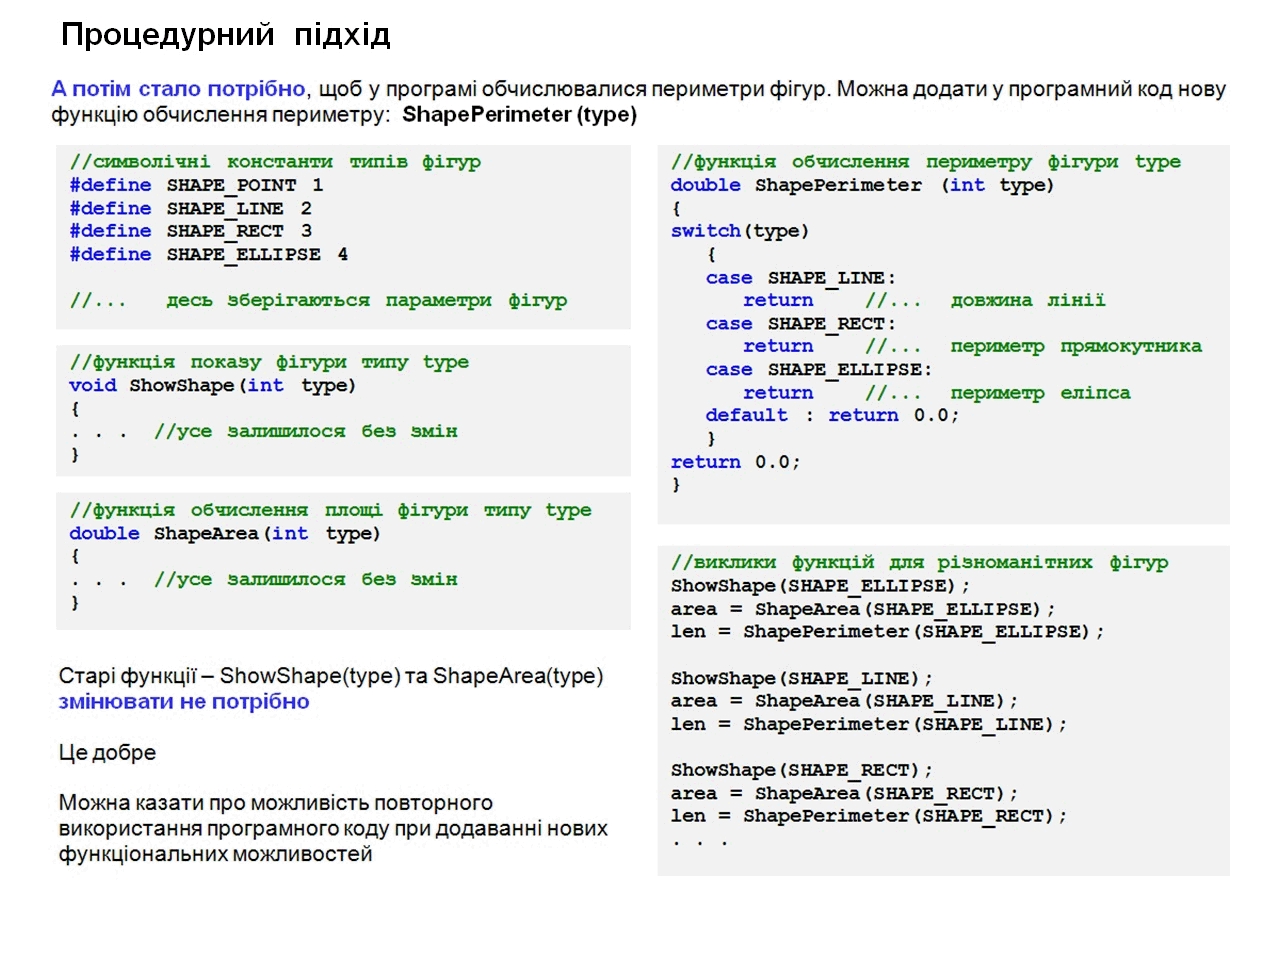 Процедурний підхід
А потім стало потрібно, щоб у програмі обчислювалися периметри фігур. Можна додати у програмний код нову
функцію обчислення периметру: ShapePerimeter (type)
//символічні константи типів фігур
#define SHAPE_POINT 1
#define SHAPE_LINE 2
#define SHAPE_RECT 3
#define SHAPE_ELLIPSE 4
//... десь зберігаються параметри фігур
//функція показу фігури типу type
void ShowShape(int type)
{
. . . //усе залишилося без змін
}
//функція обчислення площі фігури типу type
double ShapeArea(int type)
{
. . . //усе залишилося без змін
}
Старі функції – ShowShape(type) та ShapeArea(type)
змінювати не потрібно
Це добре
Можна казати про можливість повторного
використання програмного коду при додаванні нових
функціональних можливостей
//функція обчислення периметру фігури type
double ShapePerimeter (int type)
{
switch(type)
{
case SHAPE_LINE:
return //... довжина лінії
case SHAPE_RECT:
return //... периметр прямокутника
case SHAPE_ELLIPSE:
return //... периметр еліпса
default : return 0.0;
}
return 0.0;
}
//виклики функцій для різноманітних фігур
ShowShape(SHAPE_ELLIPSE);
area = ShapeArea(SHAPE_ELLIPSE);
len = ShapePerimeter(SHAPE_ELLIPSE);
ShowShape(SHAPE_LINE);
area = ShapeArea(SHAPE_LINE);
len = ShapePerimeter(SHAPE_LINE);
ShowShape(SHAPE_RECT);
area = ShapeArea(SHAPE_RECT);
len = ShapePerimeter(SHAPE_RECT);
. . .